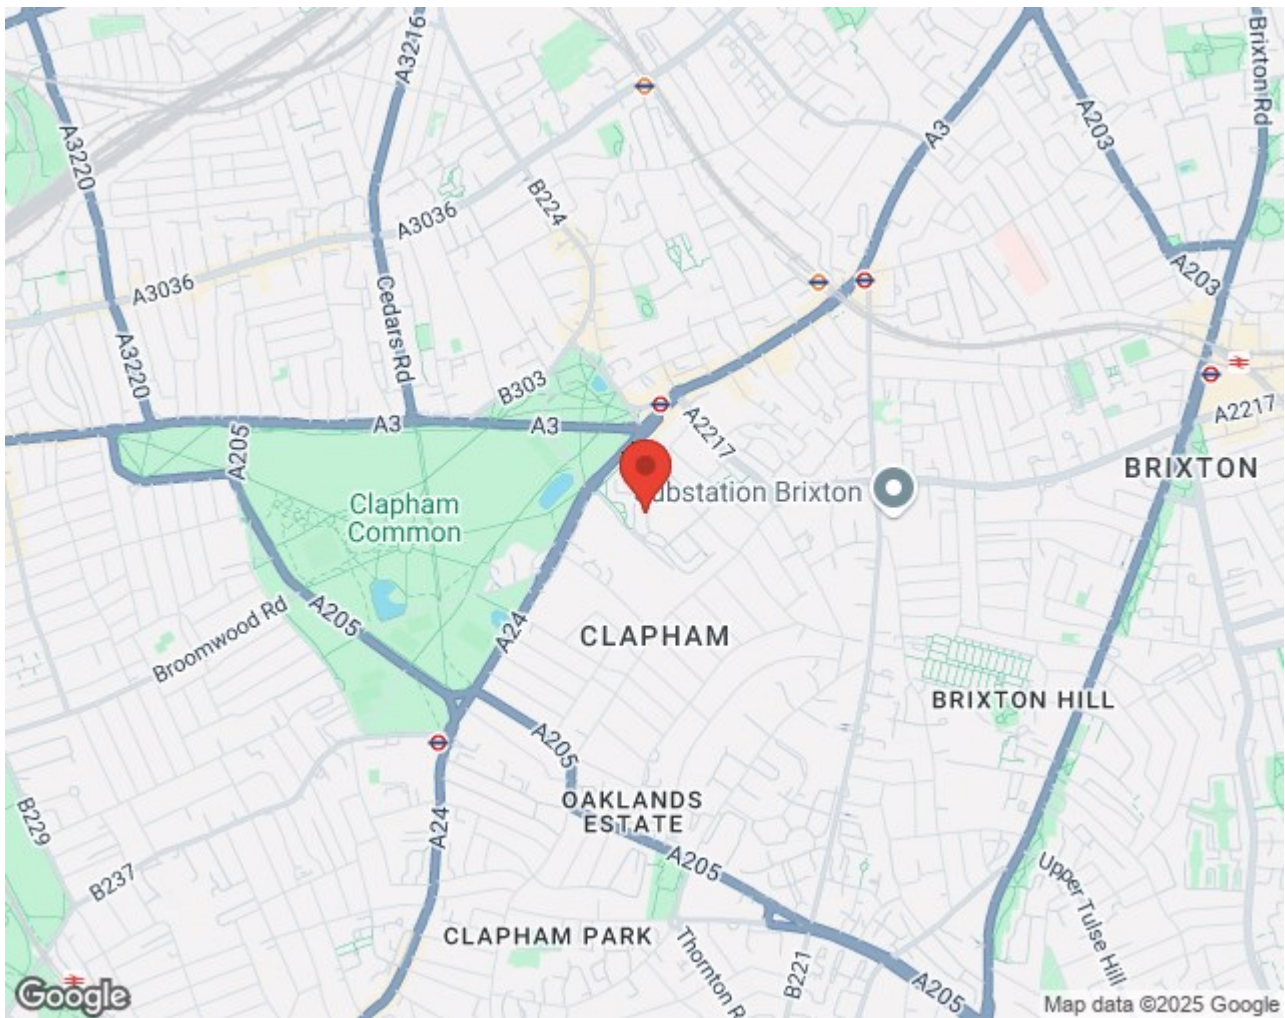 A3216
Brixton Rd
A3
A203
A3220
B224
A3036
A203
A3036
Cedars Rd
A3220
B303
A3
A3
A2217
A2217
A205
BRIXTON
Substation Brixton
Clapham
Common
A205
A24
Broomwood Rd
CLAPHAM
BRIXTON HILL
A205
OAKLANDS
ESTATE
B229
A24
A205
B237
Upper Tulse Hill
CLAPHAM PARK
Thornton R
B221
A205
Google
Map data ©2025 Google